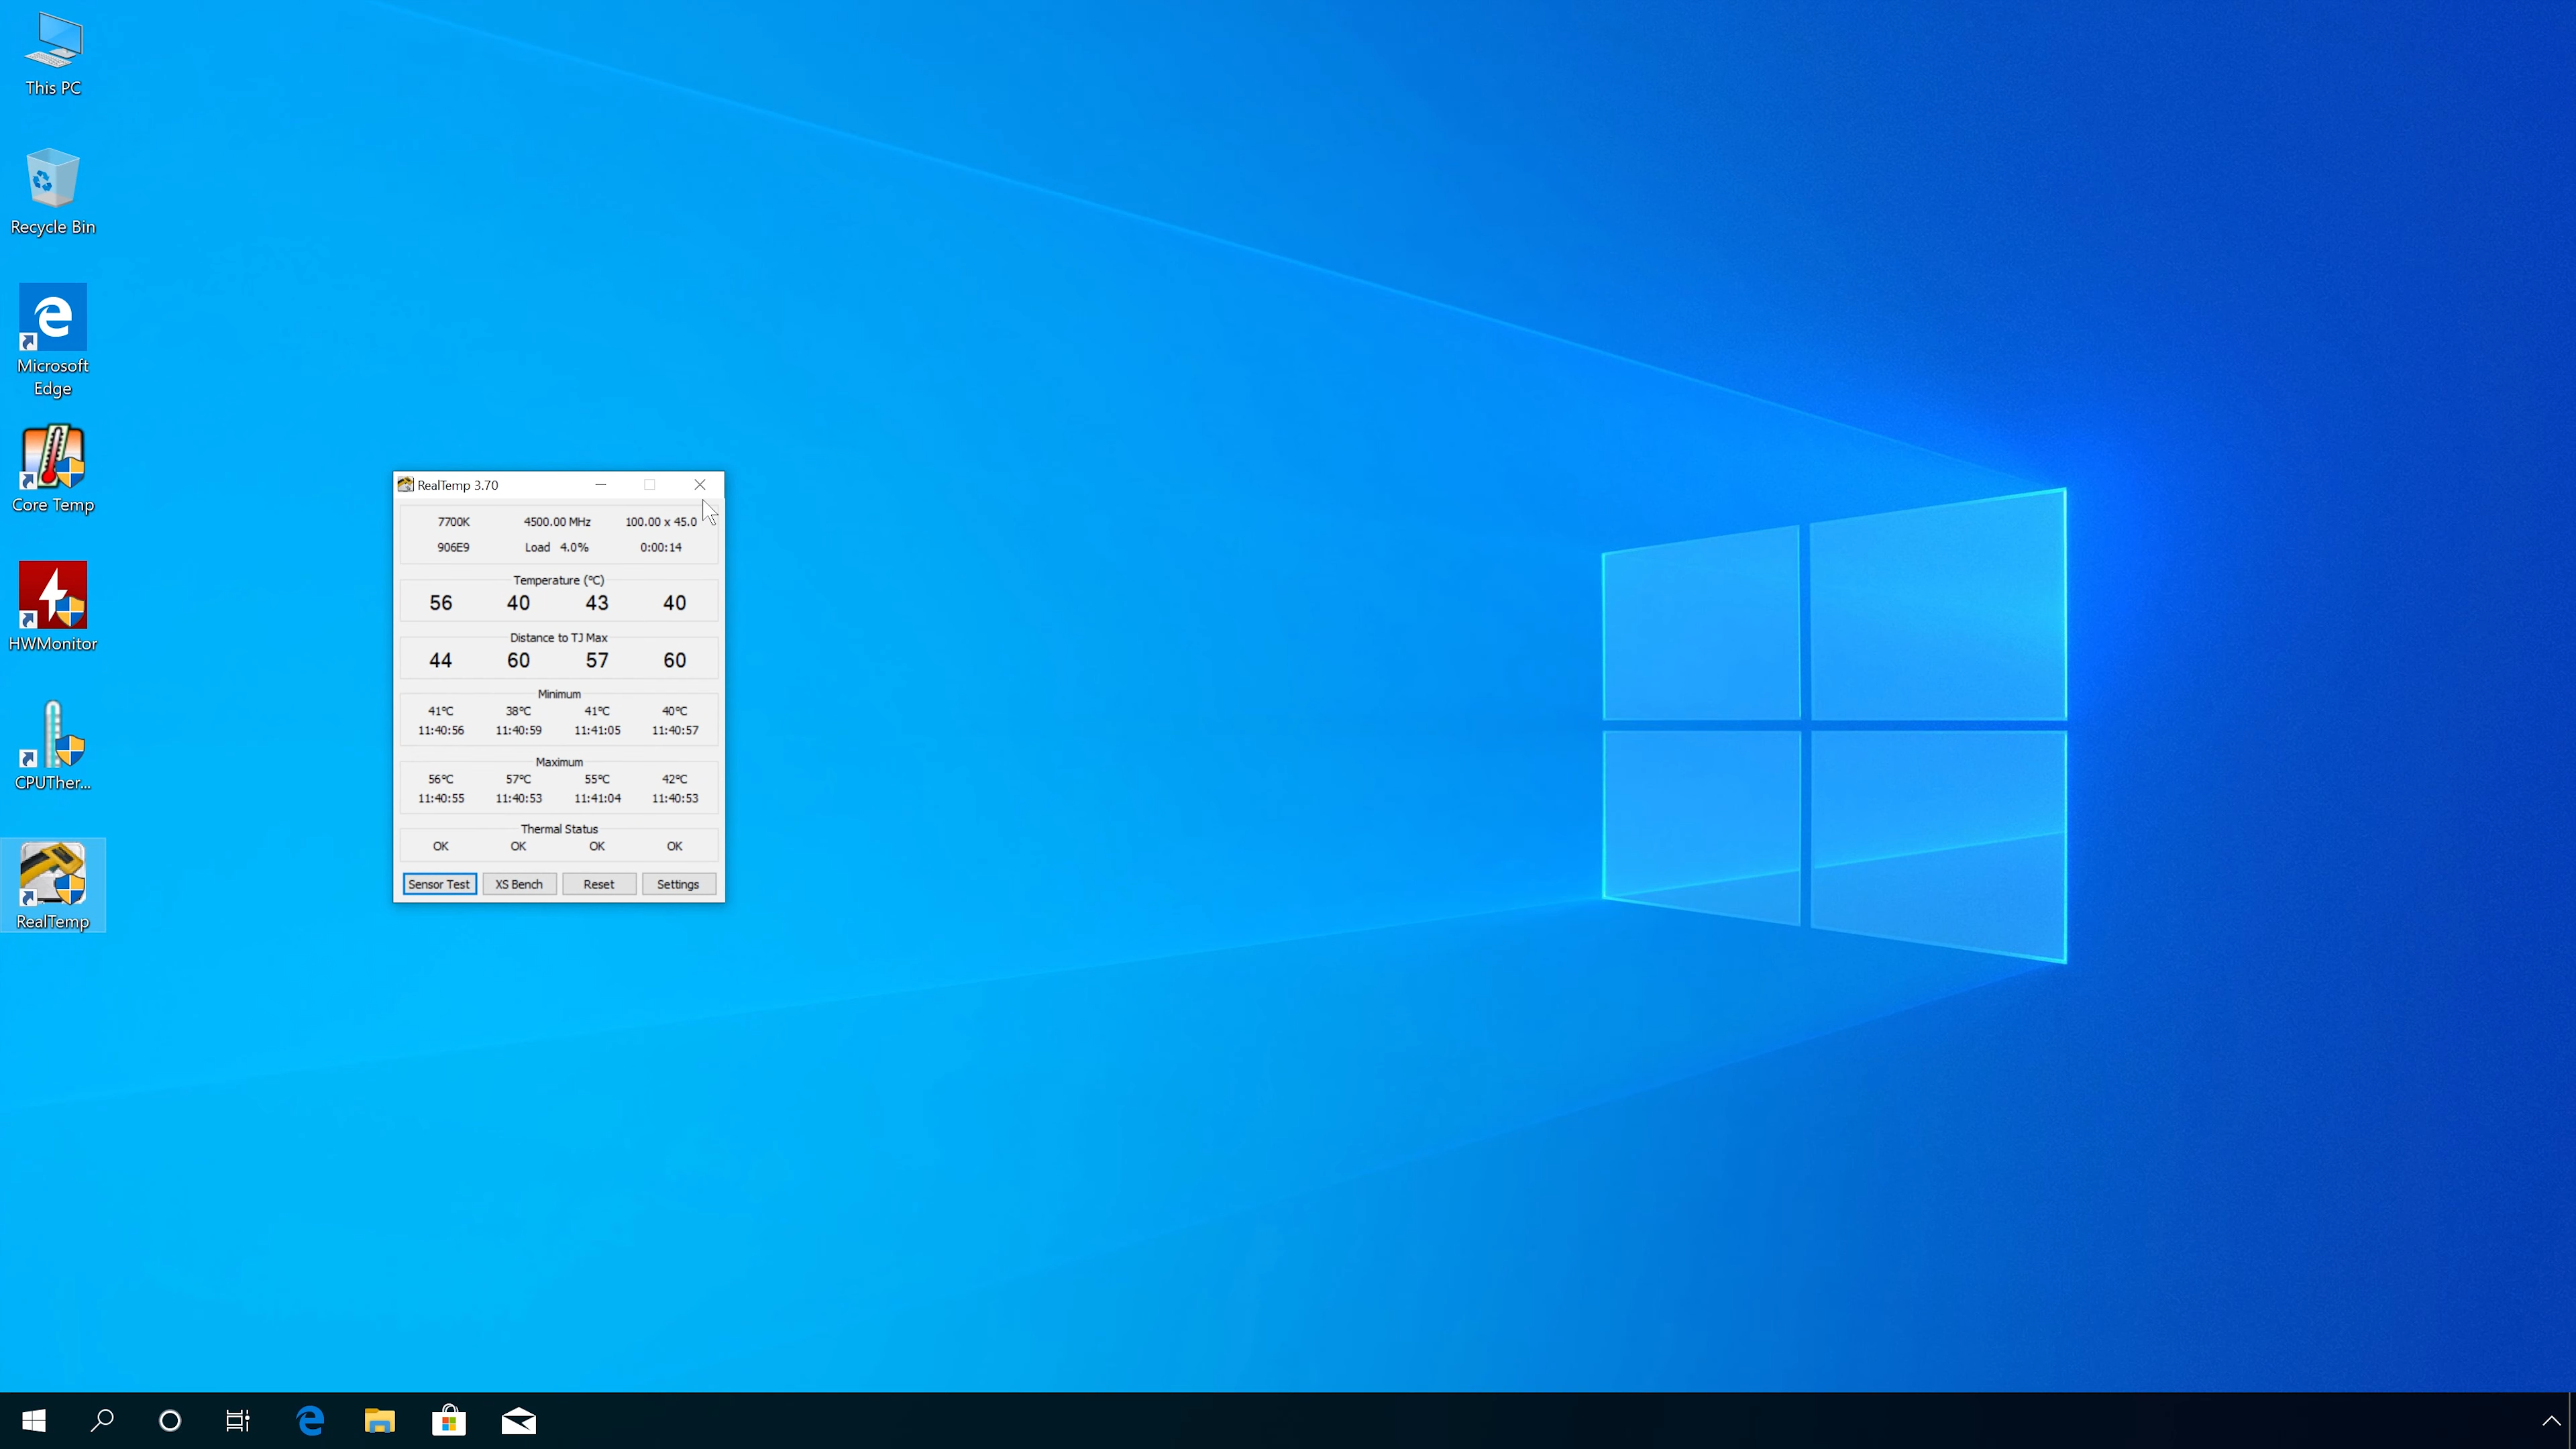 This PC
Recycle Bin
Microsoft
Edge
Core Temp
HWMonitor
CPUTher...
RealTemp
RealTemp 3.70
7700K 4500.00 MHz 100.00 x 45.0
906E9 Load 4.0% 0:00:14
Temperature (°C)
56 40 43 40
Distance to TJ Max
44 60 57 60
Minimum
41°C 38°C 41°C 40°C
11:40:56 11:40:59 11:41:05 11:40:57
Maximum
56°C 57°C 55°C 42°C
11:40:55 11:40:53 11:41:04 11:40:53
Thermal Status
OK OK OK OK
Sensor Test XS Bench Reset Settings